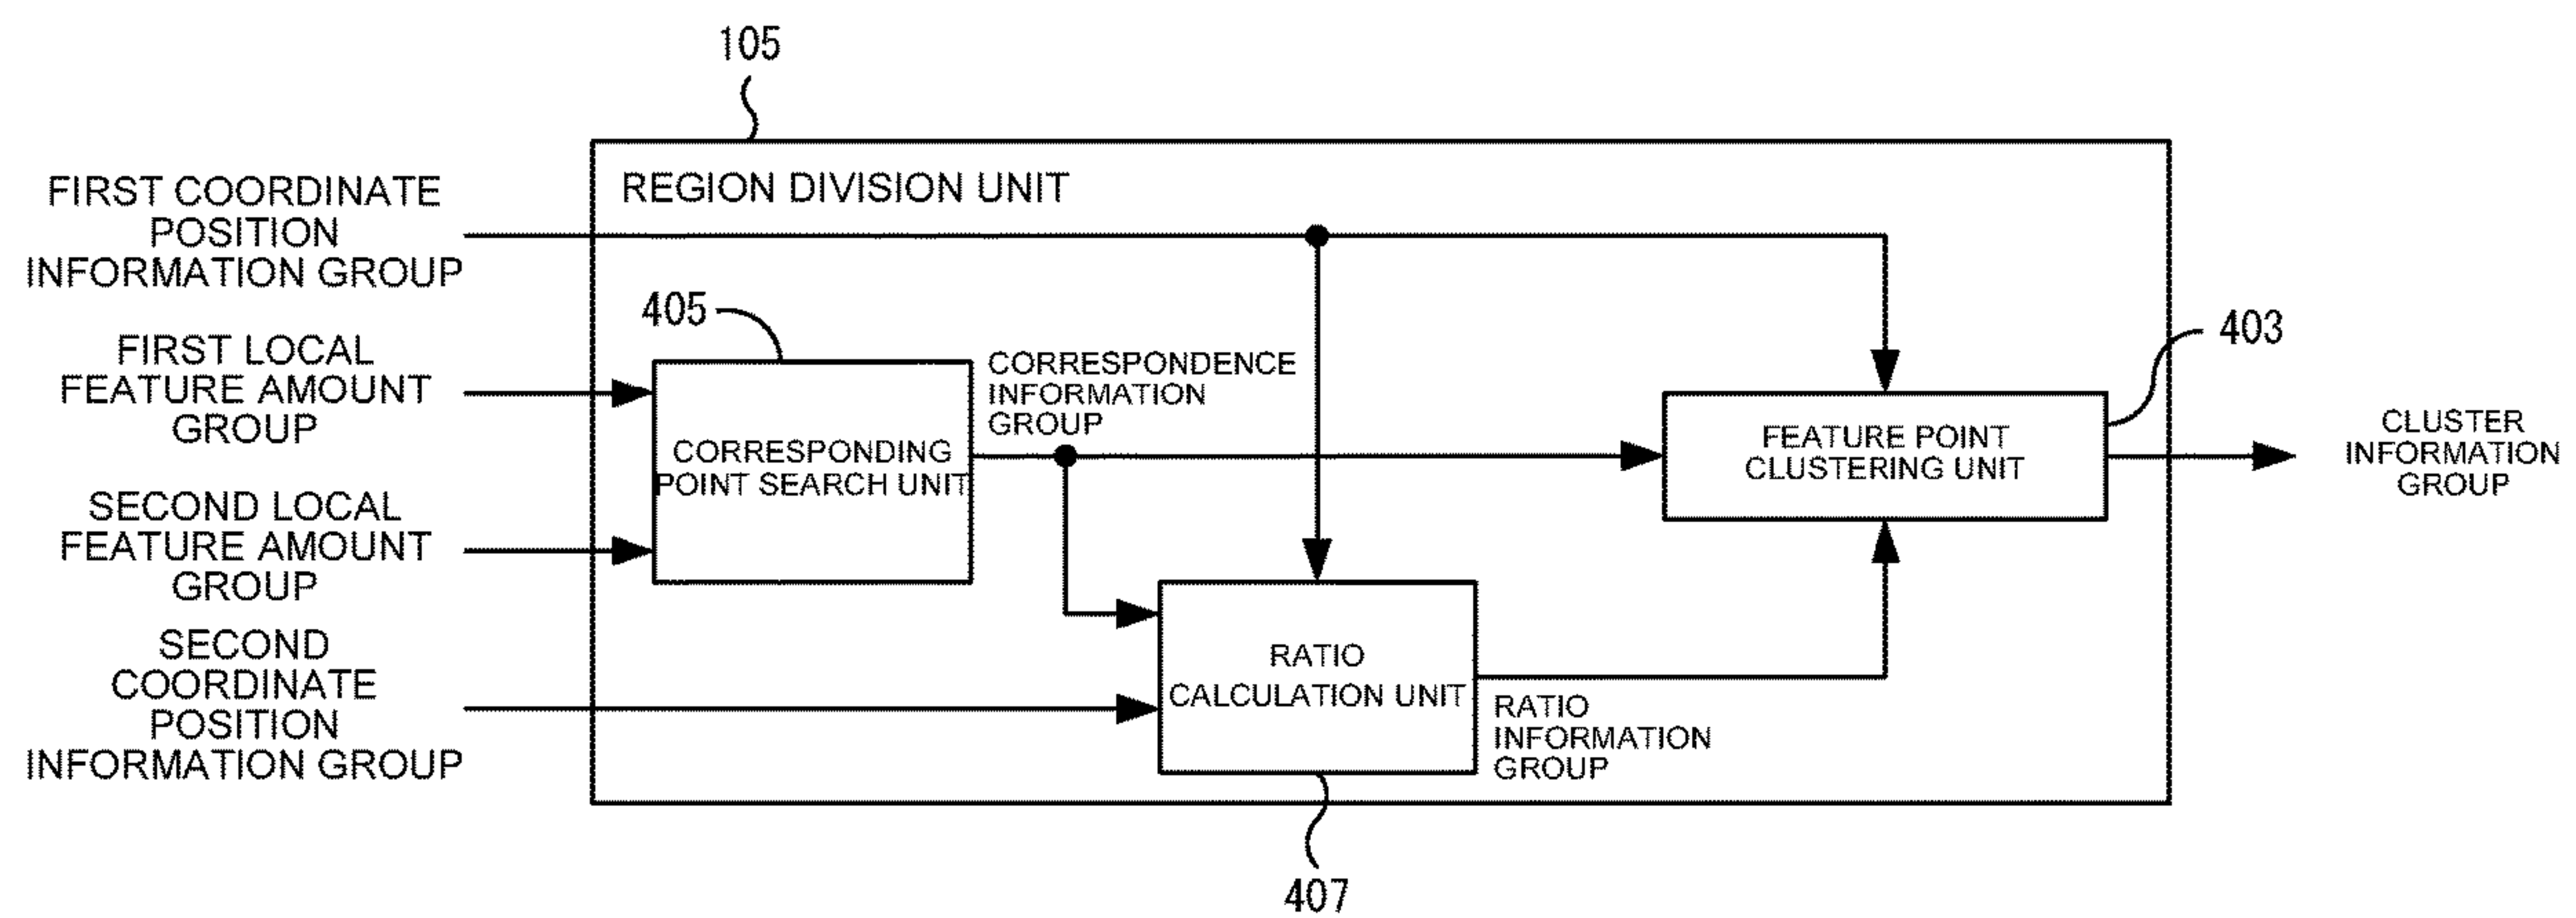 105
REGION DIVISION UNIT
FIRST COORDINATE
POSITION
INFORMATION GROUP
405
403
FIRST LOCAL
FEATURE AMOUNT
GROUP
CORRESPONDENCE
INFORMATION
GROUP
CORRESPONDING
POINT SEARCH UNIT
FEATURE POINT
CLUSTERING UNIT
CLUSTER
INFORMATION
GROUP
SECOND LOCAL
FEATURE AMOUNT
GROUP
SECOND
COORDINATE
POSITION
INFORMATION GROUP
RATIO
CALCULATION UNIT
RATIO
INFORMATION
GROUP
407